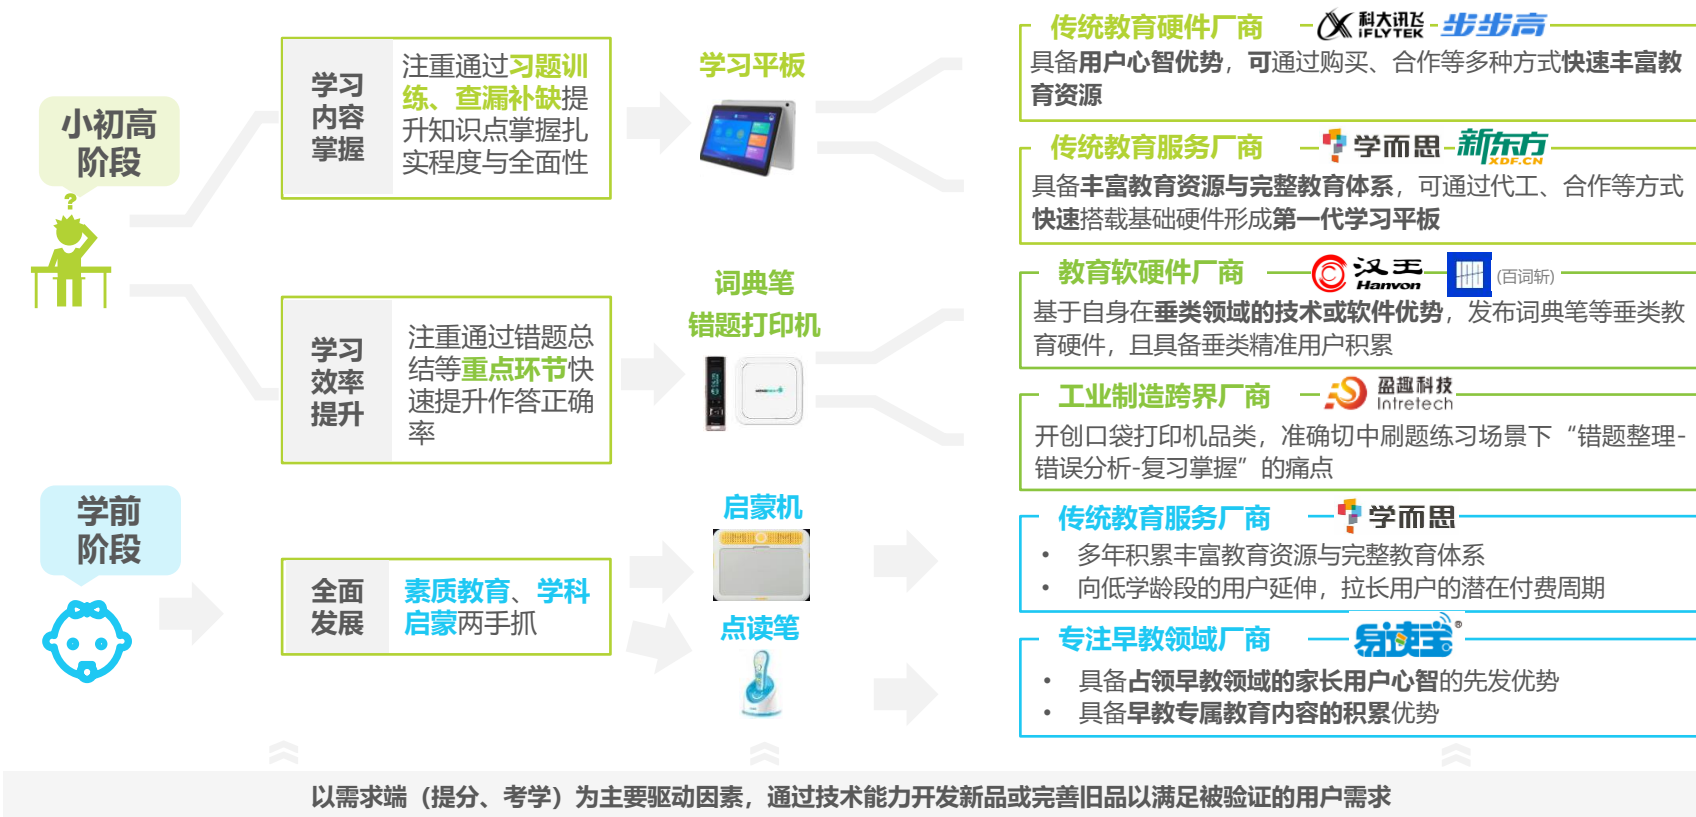 小初高
阶段
?
学习
内容
掌握
注重通过习题训
练、查漏补缺提
升知识点掌握扎
实程度与全面性
学习平板
传统教育硬件厂商
科大讯飞
iFLYTEK
步步高
具备用户心智优势，可通过购买、合作等多种方式快速丰富教
育资源
传统教育服务厂商
学而思
新东方
XDF.CN
具备丰富教育资源与完整教育体系，可通过代工、合作等方式
快速搭载基础硬件形成第一代学习平板
学习
效率
提升
注重通过错题总
结等重点环节快
速提升作答正确
率
词典笔
错题打印机
教育软硬件厂商
汉王
Hanvon
(百词斩)
基于自身在垂类领域的技术或软件优势，发布词典笔等垂类教
育硬件，且具备垂类精准用户积累
工业制造跨界厂商
盈趣科技
Intretech
开创口袋打印机品类，准确切中刷题练习场景下“错题整理-
错误分析-复习掌握”的痛点
学前
阶段
全面
发展
素质教育、学科
启蒙两手抓
启蒙机
点读笔
传统教育服务厂商
学而思
• 多年积累丰富教育资源与完整教育体系
• 向低学龄段的用户延伸，拉长用户的潜在付费周期
专注早教领域厂商
易读宝®
• 具备占领早教领域的家长用户心智的先发优势
• 具备早教专属教育内容的积累优势
以需求端（提分、考学）为主要驱动因素，通过技术能力开发新品或完善旧品以满足被验证的用户需求